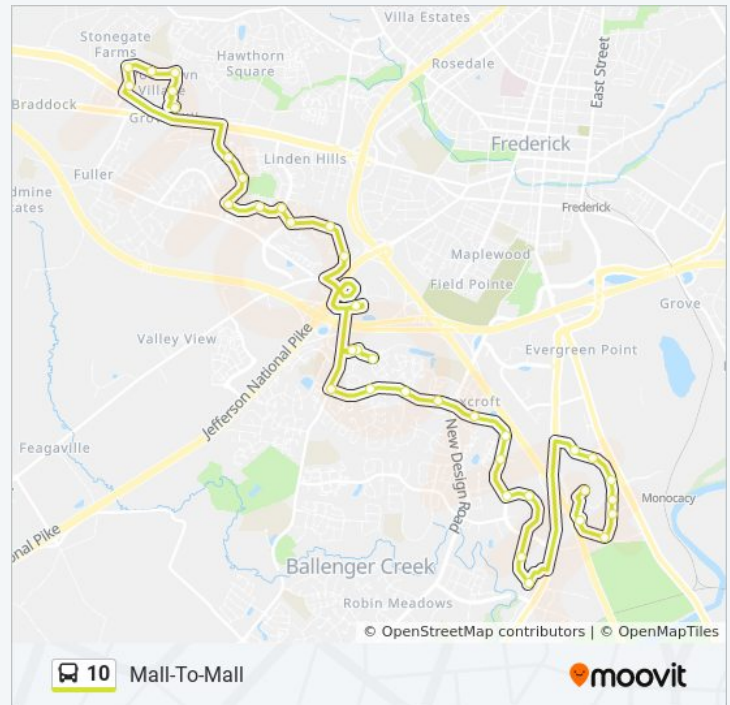 Villa Estates
Stonegate
Farms
Hawthorn
Square
Rosedale
East Street
Village
Braddock
Frederick
Linden Hills
Fuller
Frederick
Maplewood
Field Pointe
Grove
Valley View
Jefferson National Pike
Evergreen Point
New Design Road
Feagaville
Monocacy
Ballenger Creek
Robin Meadows
© OpenStreetMap contributors | © OpenMapTiles
10 Mall-To-Mall
moovit